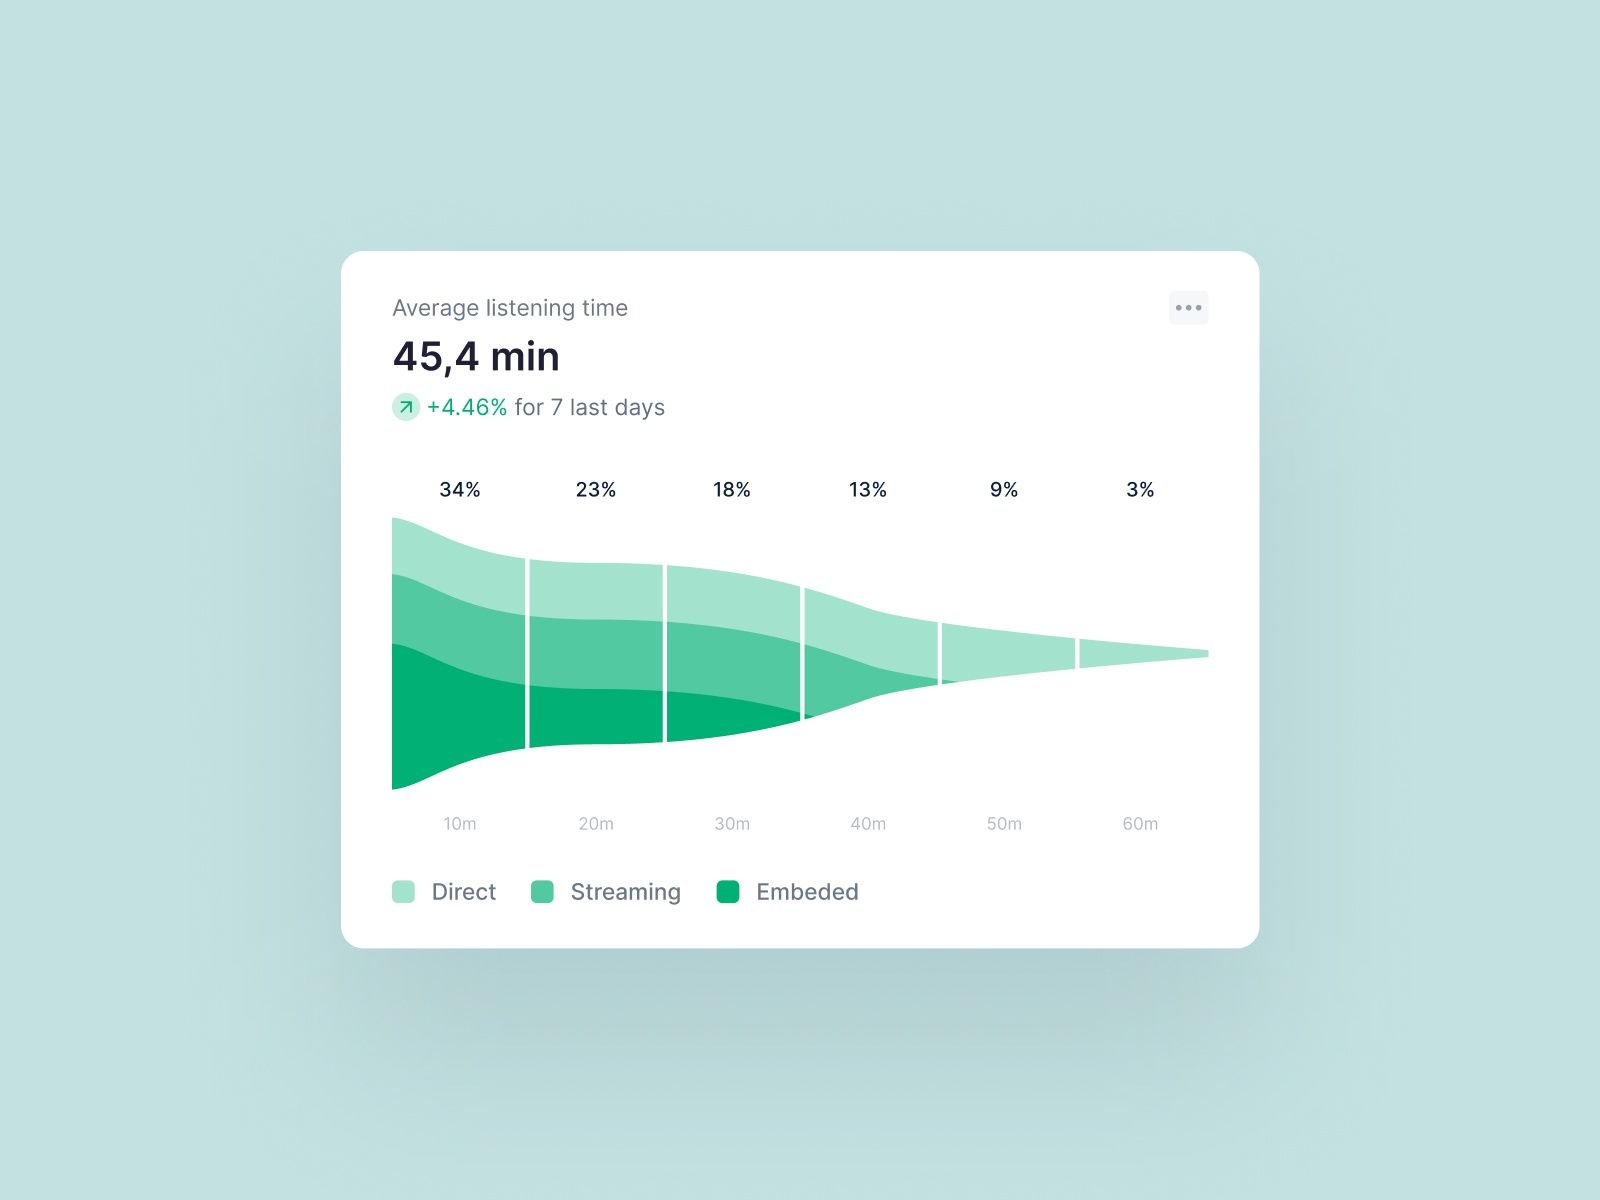 Average listening time
45,4 min
+4.46% for 7 last days
34% 23% 18% 13% 9% 3%
10m 20m 30m 40m 50m 60m
Direct Streaming Embeded